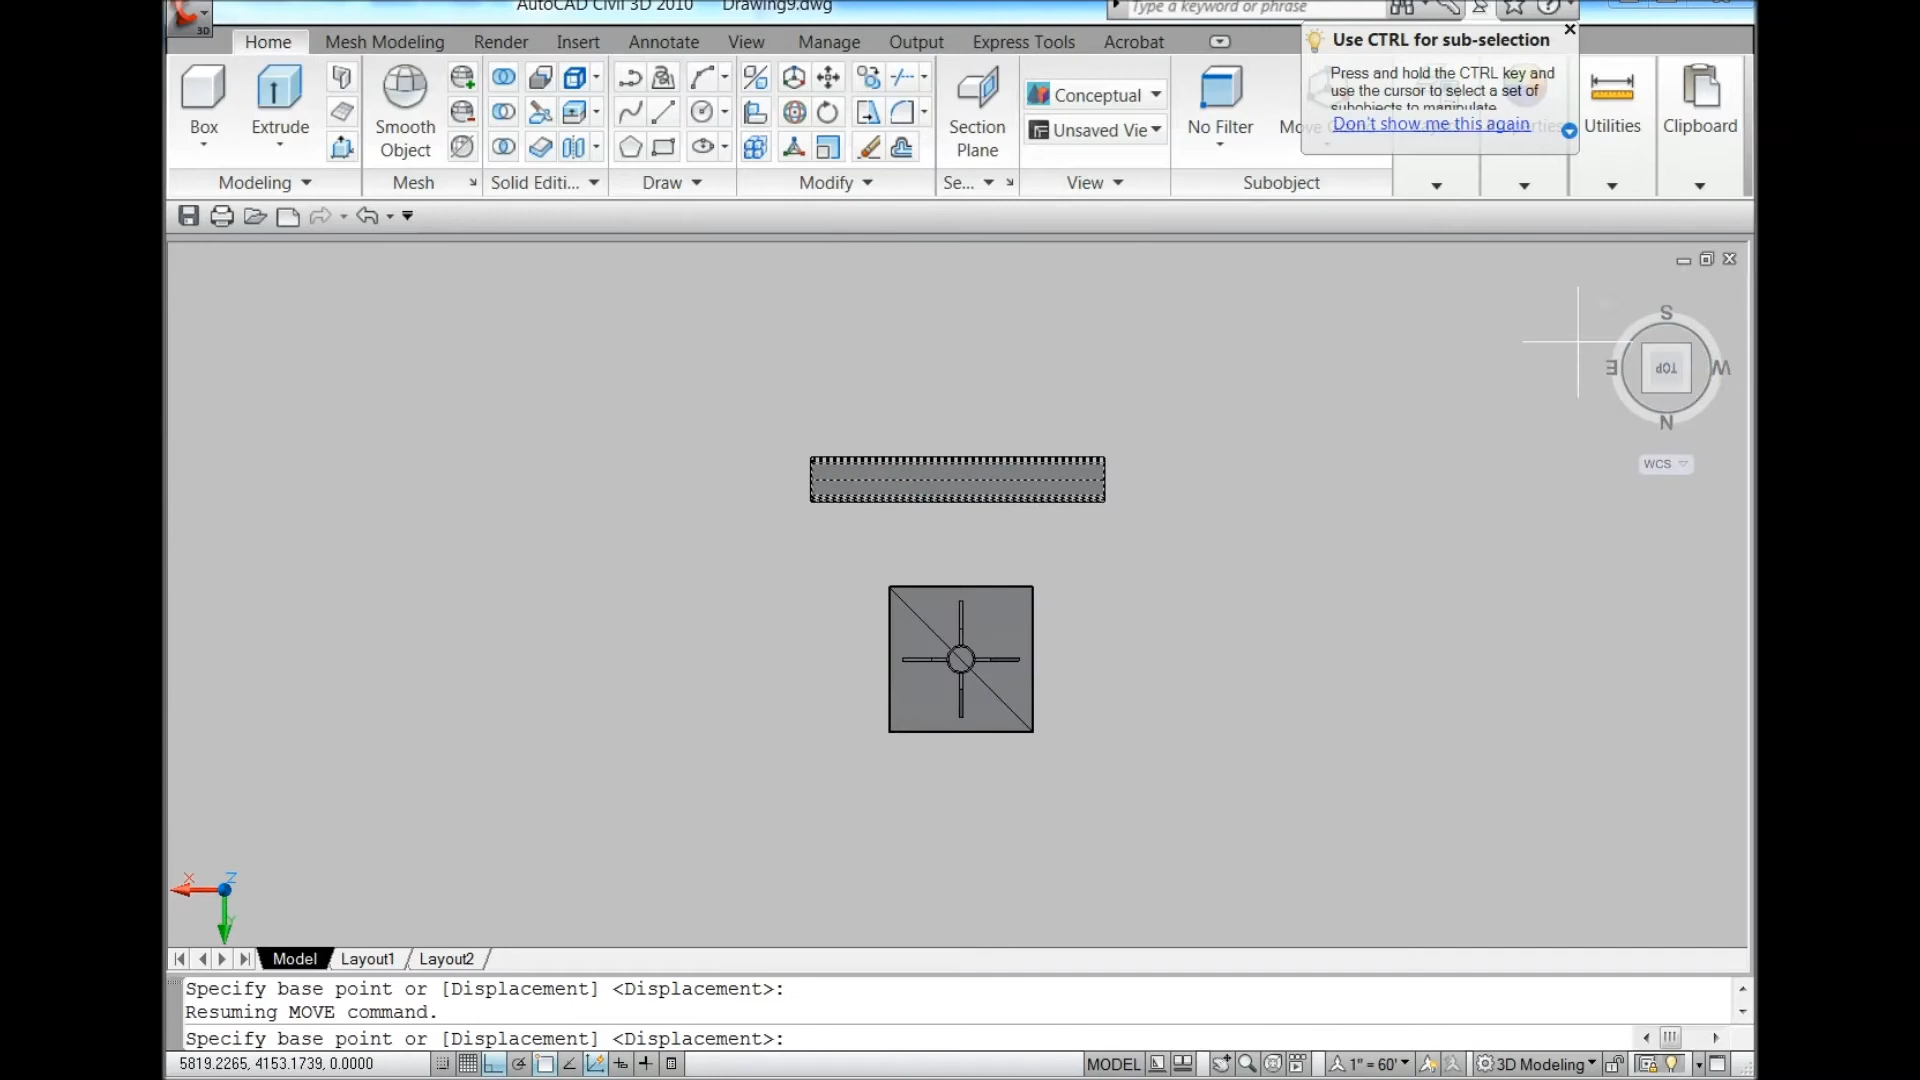 AutoCAD Civil 3D 2010 Drawing9.dwg
Type a keyword or phrase
3D
Home Mesh Modeling Render Insert Annotate View Manage Output Express Tools Acrobat
Use CTRL for sub-selection
Press and hold the CTRL key and
use the cursor to select a set of
subobjects to manipulate
Don't show me this again
Box Extrude Smooth Object
Section Plane
Conceptual
Unsaved Vie
No Filter
Utilities
Clipboard
Modeling Mesh Solid Editi... Draw Modify Se... View Subobject
S
E TOP W
N
WCS
X Z
Y
Model Layout1 Layout2
Specify base point or [Displacement] <Displacement>:
Resuming MOVE command.
Specify base point or [Displacement] <Displacement>:
5819.2265, 4153.1739, 0.0000
MODEL
1" = 60'
3D Modeling